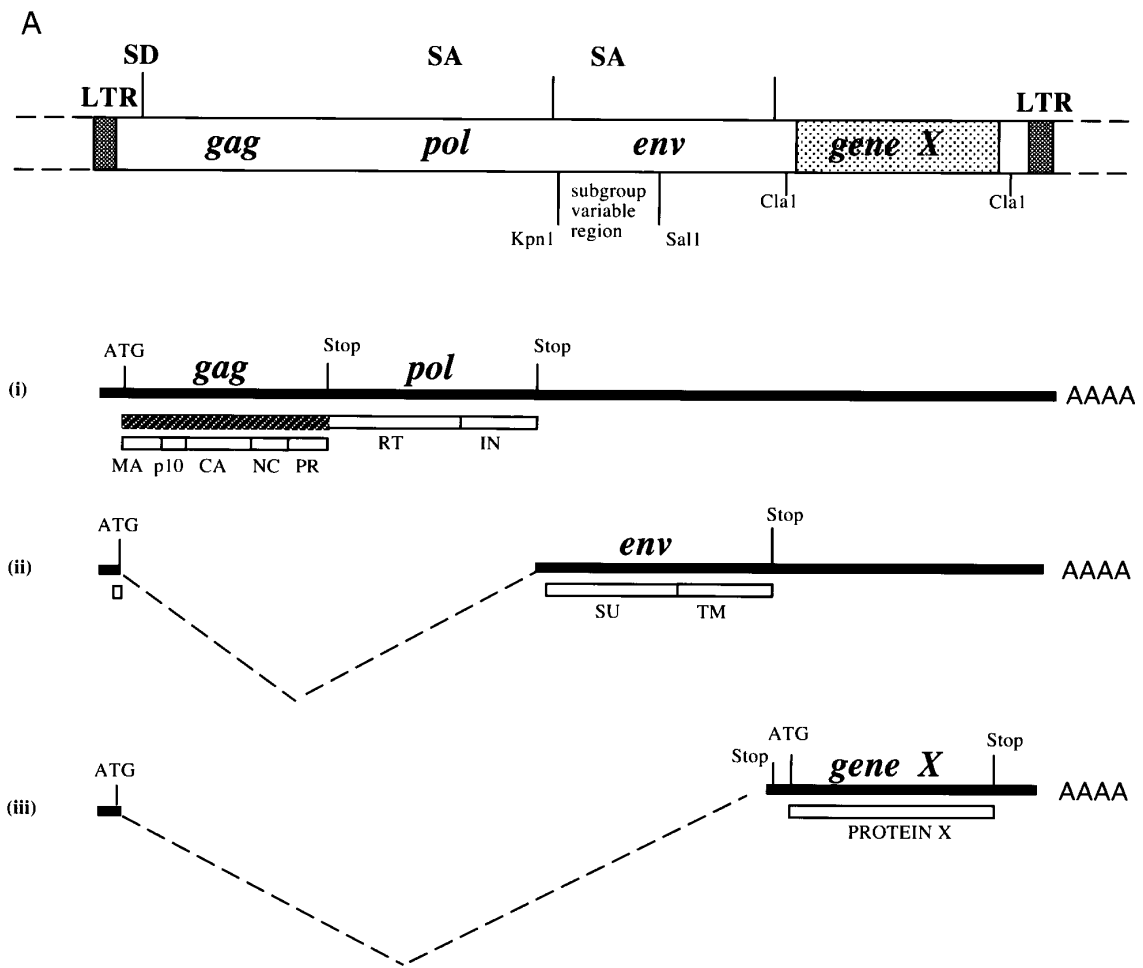 A
SD SA SA
LTR LTR
gag pol env gene X
subgroup
variable
region
Kpn1 Sal1 Cla1 Cla1
ATG gag Stop pol Stop
(i) AAAA
RT IN
MA p10 CA NC PR
ATG env Stop
(ii) AAAA
SU TM
ATG Stop ATG gene X Stop
(iii) AAAA
PROTEIN X